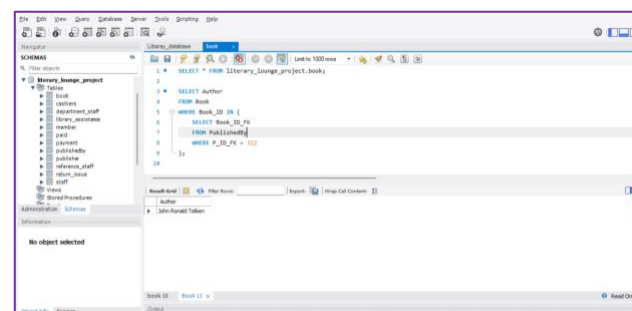 File Edit View Query Database Server Tools Scripting Help
Navigator
SCHEMAS
Filter objects
literary_lounge_project
Tables
book
cashiers
department_staff
library_assistance
member
paid
payment
publishedby
publisher
reference_staff
return_issue
staff
Views
Stored Procedures
Administration Schemas
Information
No object selected
Literary_database book
Limit to 1000 rows
1 SELECT * FROM literary_lounge_project.book;
2
3 SELECT Author
4 FROM Book
5 WHERE Book_ID IN (
6 SELECT Book_ID_FK
7 FROM PublishedBy
8 WHERE P_ID_FK = 322
9 );
10
Result Grid Filter Rows: Export: Wrap Cell Content:
Author
John Ronald Tolkien
book 10 Book 11
Read On
Output